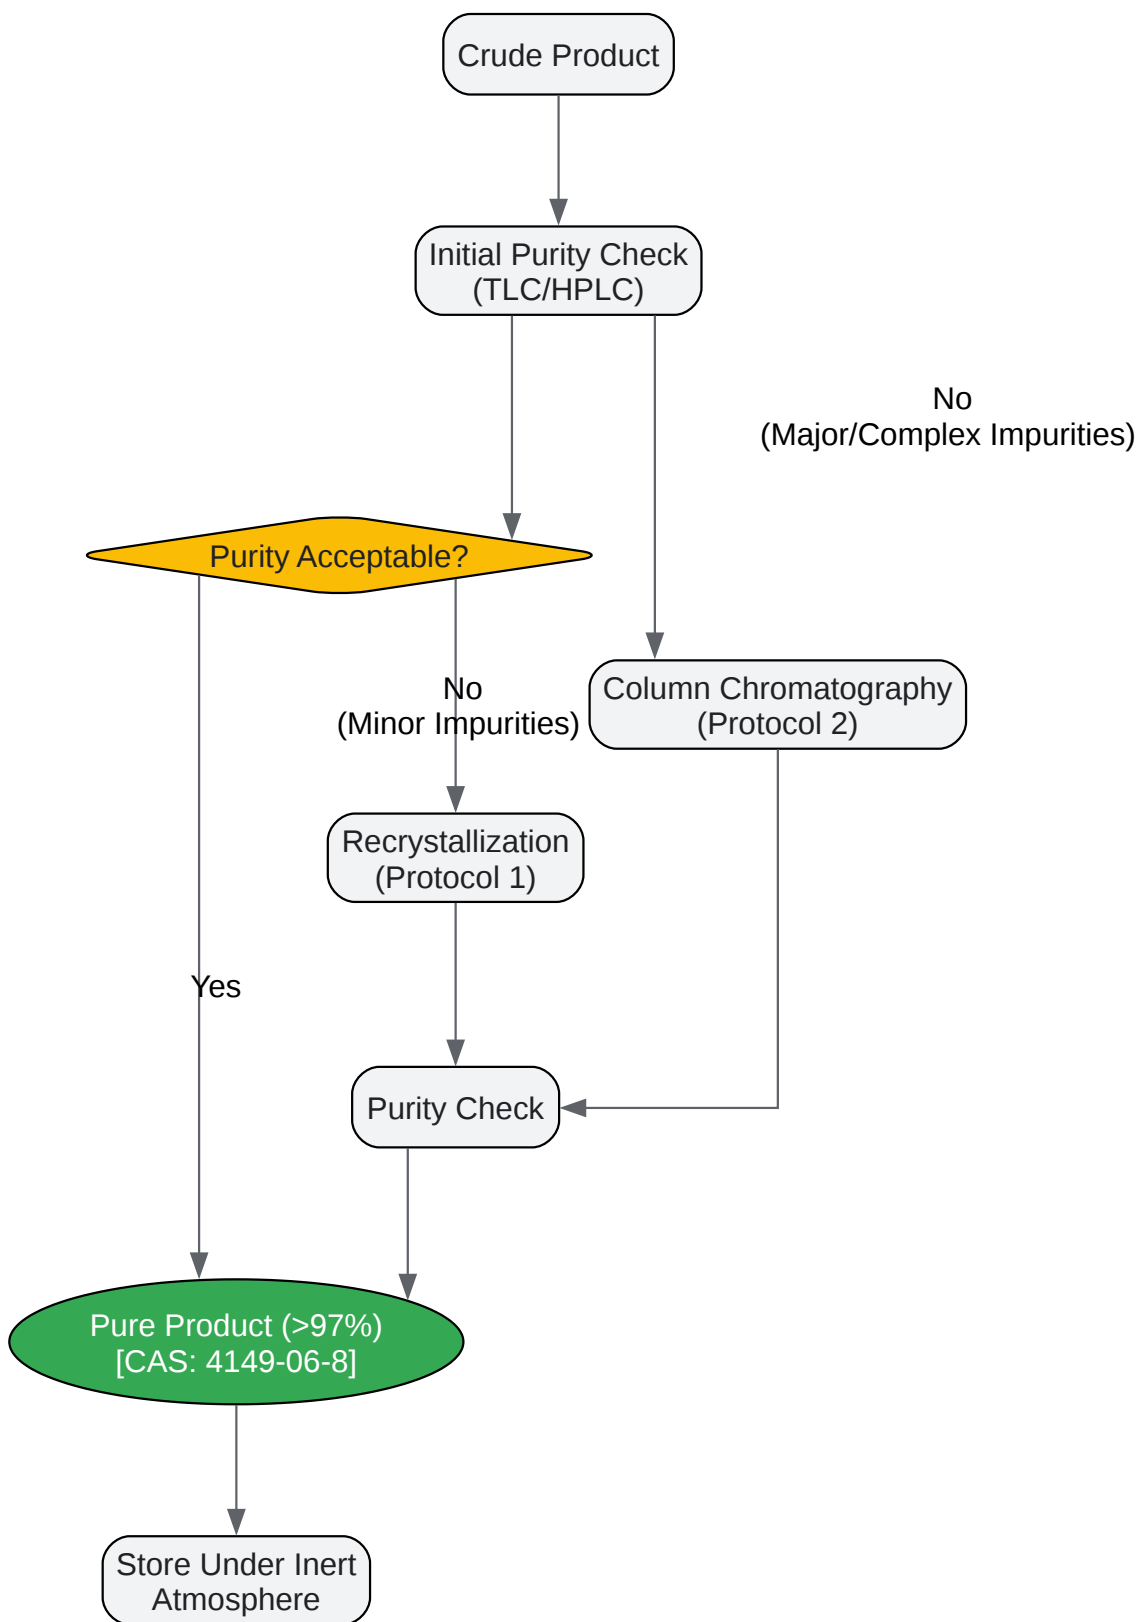 Crude Product
Initial Purity Check
(TLC/HPLC)
No
(Major/Complex Impurities)
Purity Acceptable?
No
(Minor Impurities)
Column Chromatography
(Protocol 2)
Recrystallization
(Protocol 1)
Yes
Purity Check
Pure Product (>97%)
[CAS: 4149-06-8]
Store Under Inert
Atmosphere